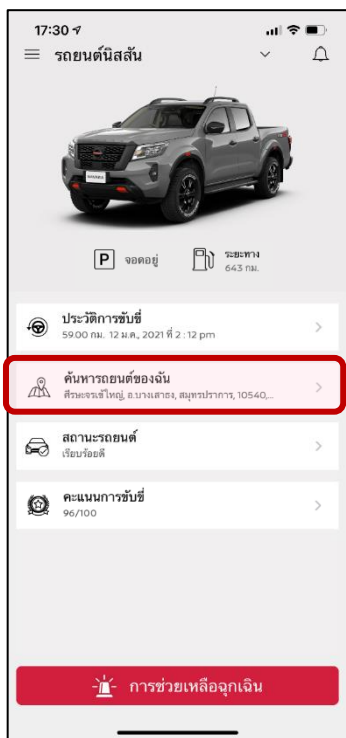 17:30
รถยนต์นิสสัน
P จอดอยู่
ระยะทาง
643 กม.
ประวัติการขับขี่
59.00 กม. 12 ม.ค., 2021 ที่ 2 : 12 pm
ค้นหารถยนต์ของฉัน
ศีรษะจรเข้ใหญ่, อ.บางเสาธง, สมุทรปราการ, 10540,...
สถานะรถยนต์
เรียบร้อยดี
คะแนนการขับขี่
96/100
การช่วยเหลือฉุกเฉิน